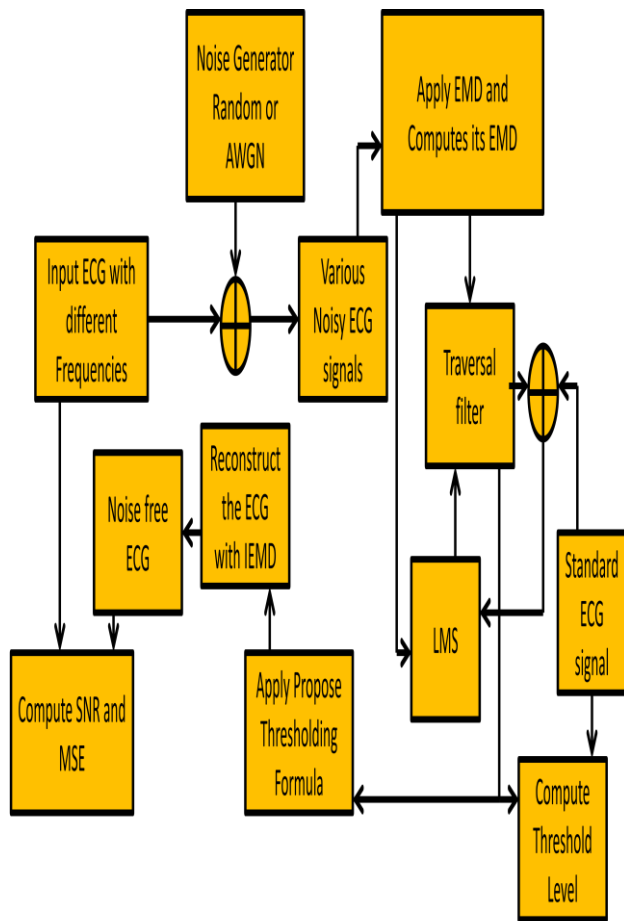 Noise Generator
Random or
AWGN
Apply EMD and
Computes its EMD
Input ECG with
different
Frequencies
Various
Noisy ECG
signals
Traversal
filter
Reconstruct
the ECG
with IEMD
Noise free
ECG
LMS
Standard
ECG
signal
Compute SNR and
MSE
Apply Propose
Thresholding
Formula
Compute
Threshold
Level